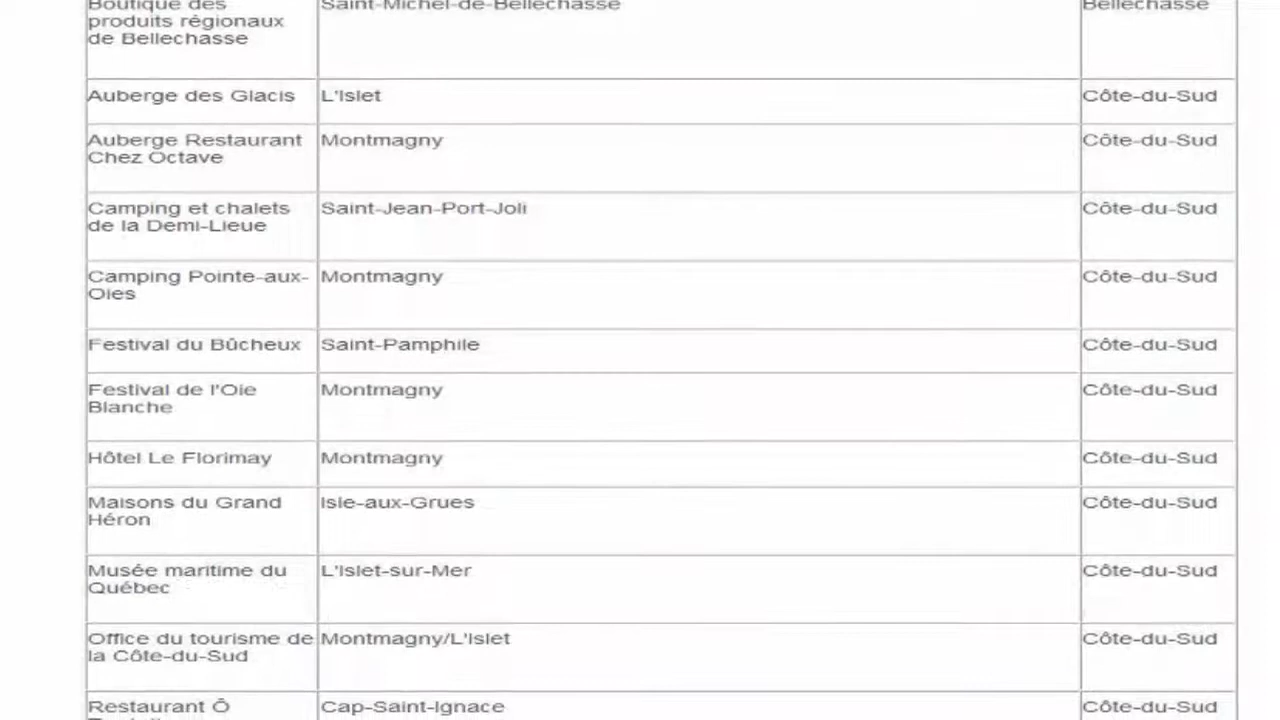 Boutique des Saint-Michel-de-Bellechasse Bellechasse
produits régionaux
de Bellechasse
Auberge des Glacis L'Islet Côte-du-Sud
Auberge Restaurant Montmagny Côte-du-Sud
Chez Octave
Camping et chalets Saint-Jean-Port-Joli Côte-du-Sud
de la Demi-Lieue
Camping Pointe-aux- Montmagny Côte-du-Sud
Oies
Festival du Bûcheux Saint-Pamphile Côte-du-Sud
Festival de l'Oie Montmagny Côte-du-Sud
Blanche
Hôtel Le Florimay Montmagny Côte-du-Sud
Maisons du Grand Isle-aux-Grues Côte-du-Sud
Héron
Musée maritime du L'Islet-sur-Mer Côte-du-Sud
Québec
Office du tourisme de Montmagny/L'Islet Côte-du-Sud
la Côte-du-Sud
Restaurant Ô Cap-Saint-Ignace Côte-du-Sud